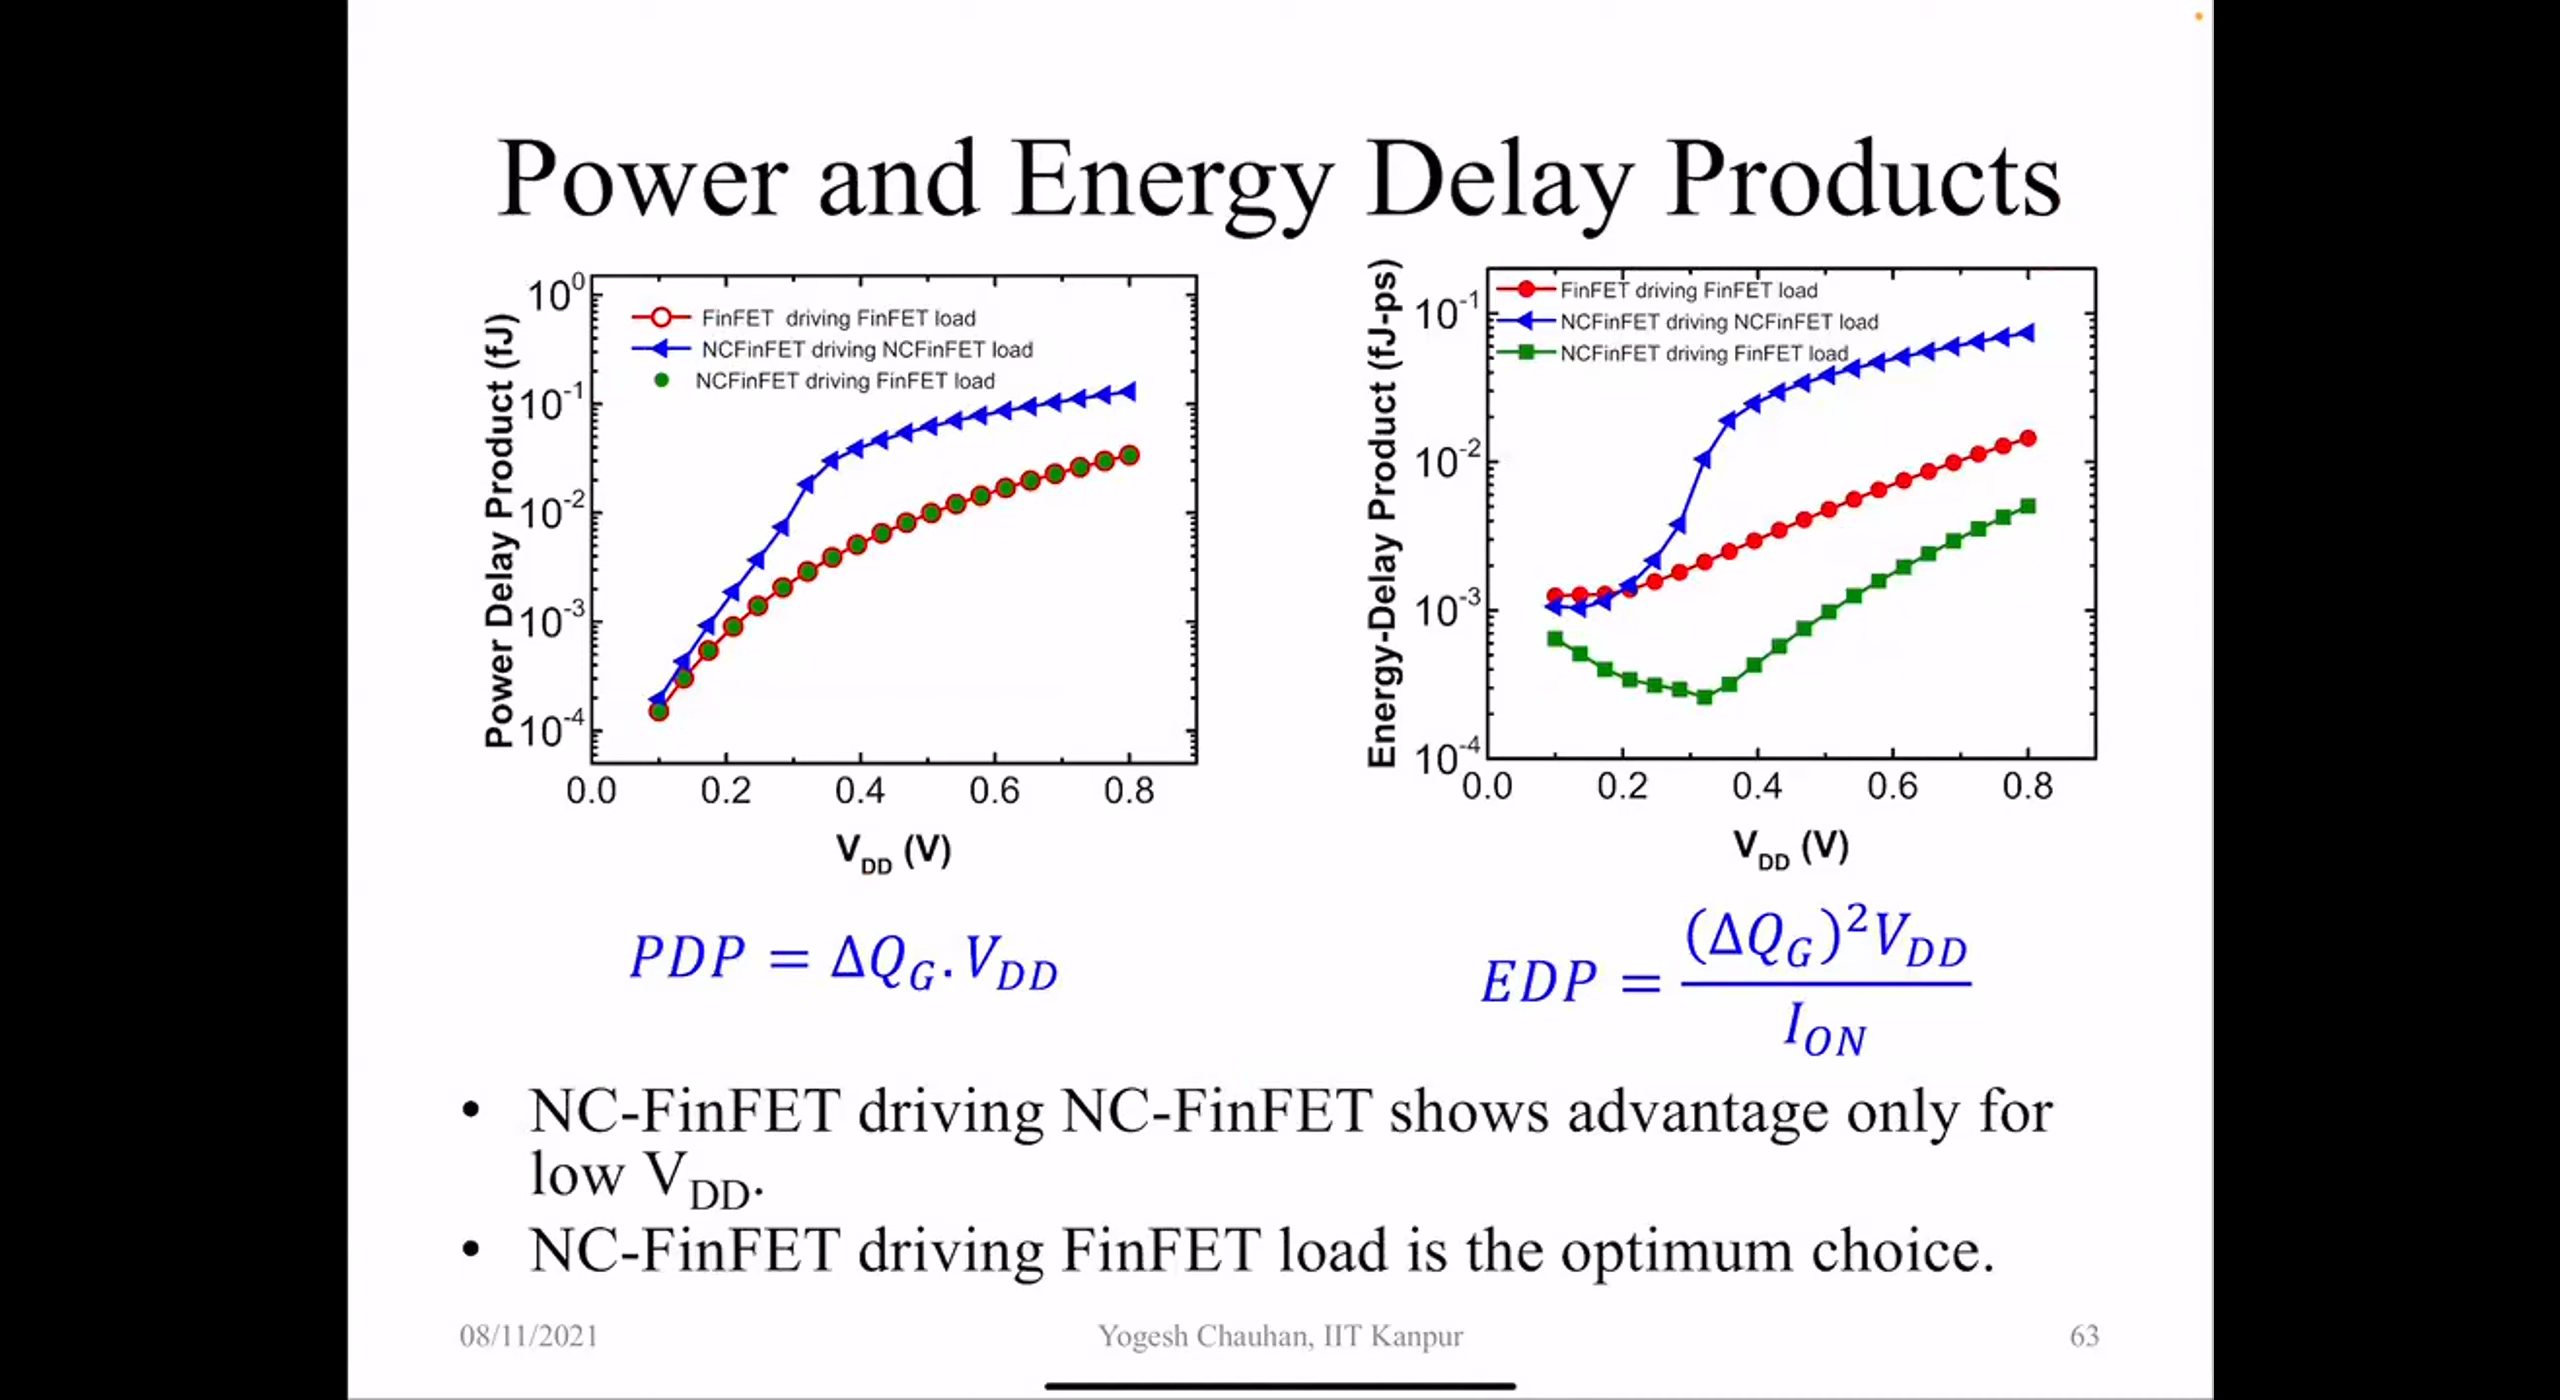 Power and Energy Delay Products
Power Delay Product (fJ)
10^0
10^-1
10^-2
10^-3
10^-4
FinFET driving FinFET load
NCFinFET driving NCFinFET load
NCFinFET driving FinFET load
0.0 0.2 0.4 0.6 0.8
V_DD (V)
Energy-Delay Product (fJ-ps)
10^-1
10^-2
10^-3
10^-4
FinFET driving FinFET load
NCFinFET driving NCFinFET load
NCFinFET driving FinFET load
0.0 0.2 0.4 0.6 0.8
V_DD (V)
PDP = ΔQ_G . V_DD
EDP = (ΔQ_G)^2 V_DD / I_ON
• NC-FinFET driving NC-FinFET shows advantage only for
low V_DD.
• NC-FinFET driving FinFET load is the optimum choice.
08/11/2021 Yogesh Chauhan, IIT Kanpur 63